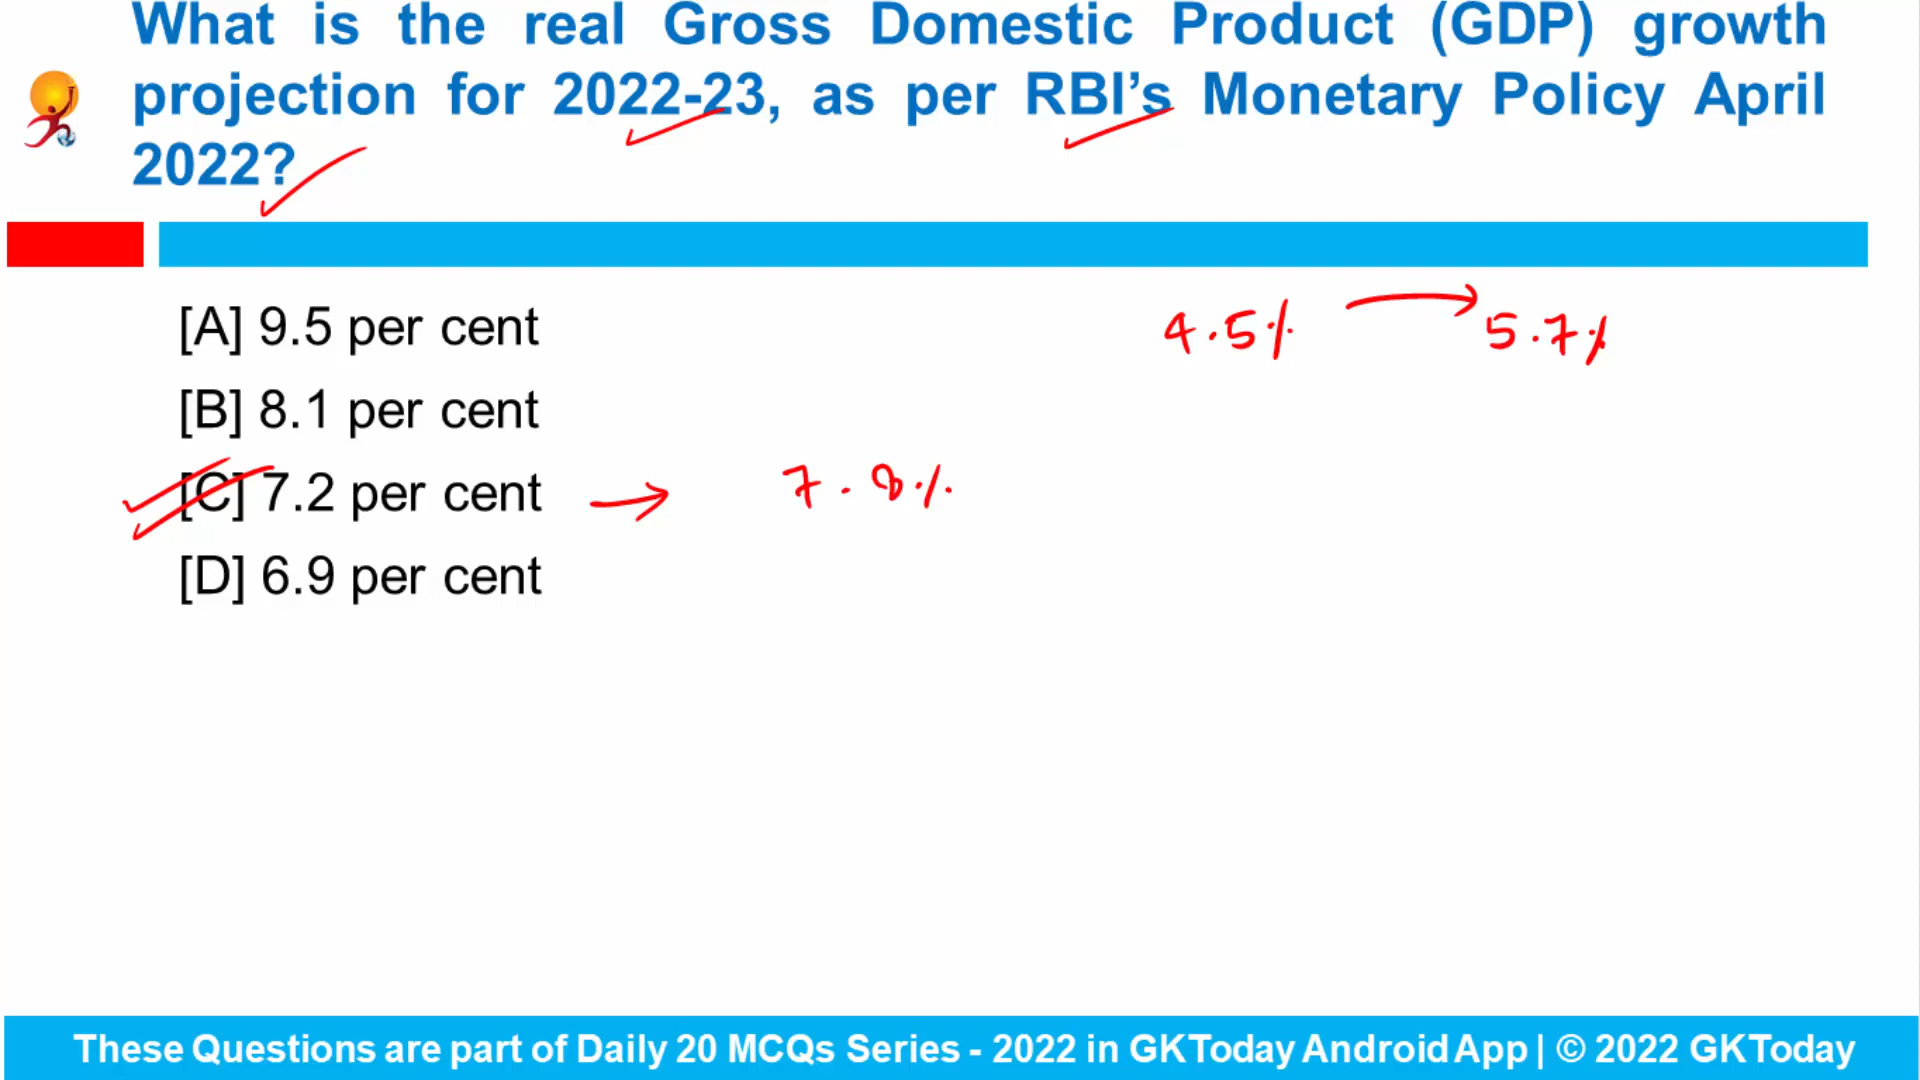 What is the real Gross Domestic Product (GDP) growth
projection for 2022-23, as per RBI's Monetary Policy April
2022?
[A] 9.5 per cent
4.5% → 5.7%
[B] 8.1 per cent
[C] 7.2 per cent → 7.8%
[D] 6.9 per cent
These Questions are part of Daily 20 MCQs Series - 2022 in GKToday Android App | © 2022 GKToday